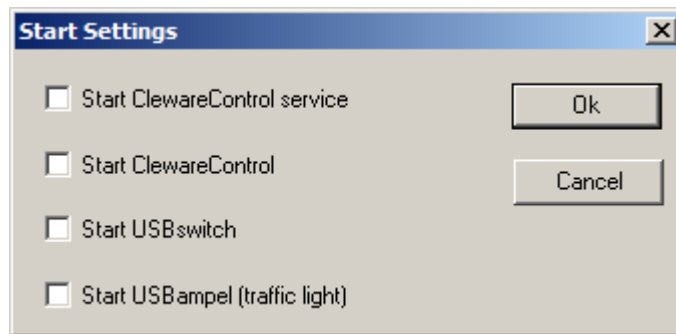 Start Settings
Start ClewareControl service
Ok
Start ClewareControl
Cancel
Start USBswitch
Start USBampel (traffic light)